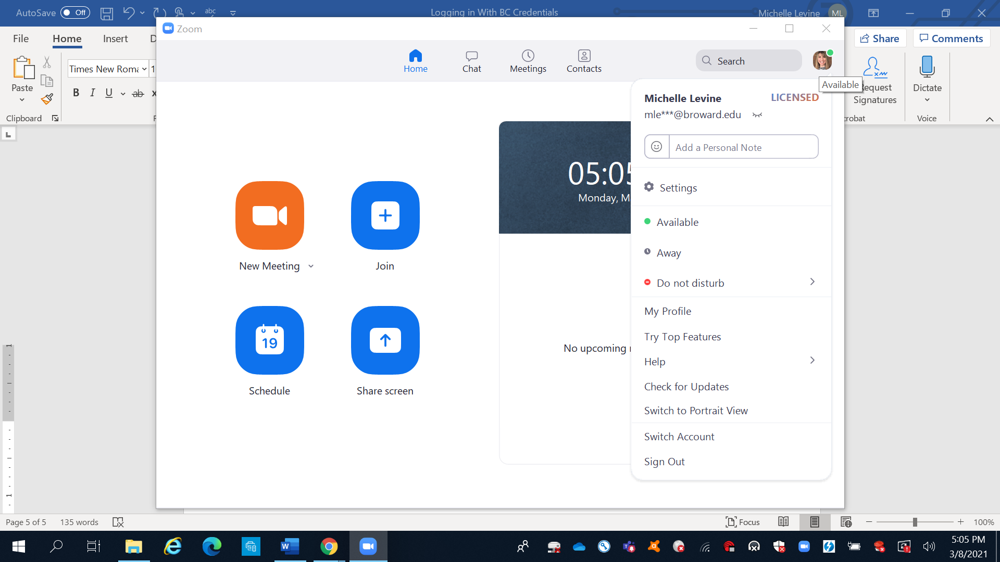 AutoSave Off
abc
Logging in With BC Credentials
Michelle Levine ML
File Home Insert D
Share Comments
Paste
Clipboard
Times New Roma 1
B I U ab x
F
Request
Signatures
crobat
Dictate
Voice
Zoom
Home Chat Meetings Contacts
Search
Available
Michelle Levine LICENSED
mle***@broward.edu
Add a Personal Note
Settings
Available
Away
Do not disturb
My Profile
Try Top Features
Help
Check for Updates
Switch to Portrait View
Switch Account
Sign Out
05:05
Monday, M
No upcoming
New Meeting Join
19
Schedule Share screen
Page 5 of 5 135 words
Focus 100%
5:05 PM
3/8/2021